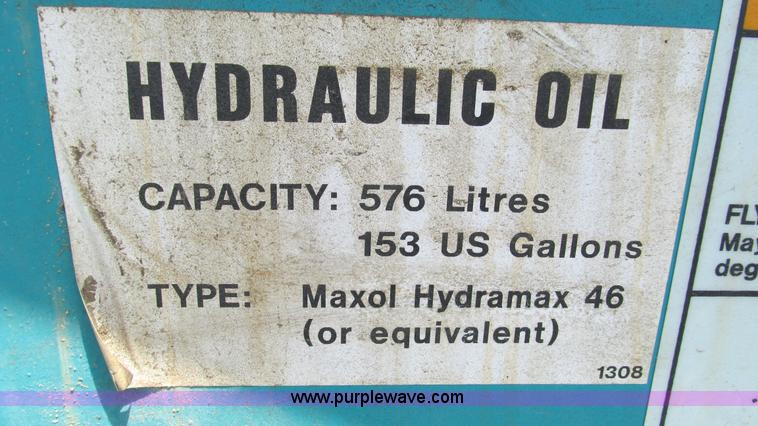 HYDRAULIC OIL
CAPACITY: 576 Litres
153 US Gallons
TYPE: Maxol Hydramax 46
(or equivalent)
1308
www.purplewave.com